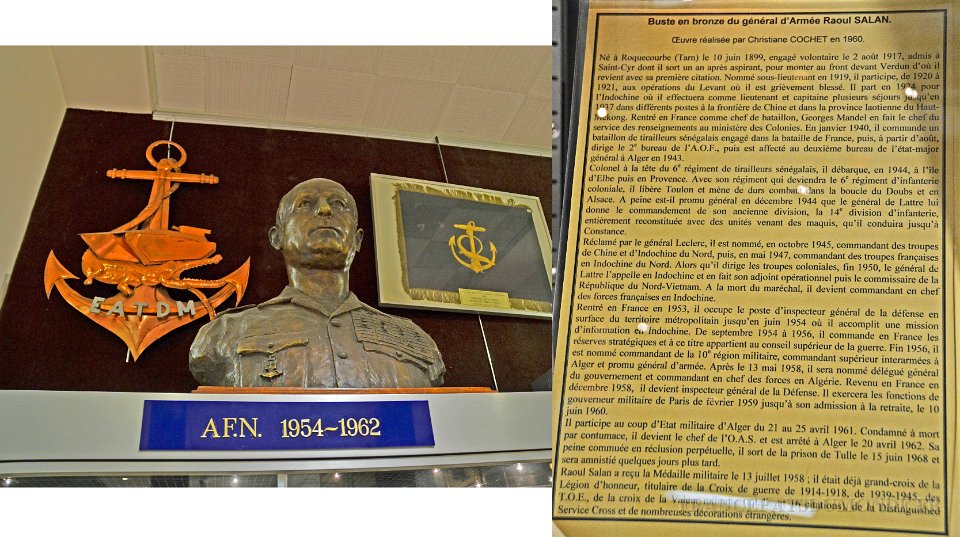 EATDM
A.F.N. 1954~1962
Buste en bronze du général d'Armée Raoul SALAN.
Œuvre réalisée par Christiane COCHET en 1960.
Né à Roquecourbe (Tarn) le 10 juin 1899, engagé volontaire le 2 août 1917, admis à
Saint-Cyr dont il sort un an après aspirant, pour monter au front devant Verdun d'où il
revient avec sa première citation. Nommé sous-lieutenant en 1919, il participe, de 1920 à
1921, aux opérations du Levant où il est grièvement blessé. Il part en 1924 pour
l'Indochine où il effectuera comme lieutenant et capitaine plusieurs séjours jusqu'en
1937 dans différents postes à la frontière de Chine et dans la province laotienne du Haut-
Mékong. Rentré en France comme chef de bataillon, Georges Mandel en fait le chef du
service des renseignements au ministère des Colonies. En janvier 1940, il commande un
bataillon de tirailleurs sénégalais engagé dans la bataille de France, puis, à partir d'août,
dirige le 2e bureau de l'A.O.F., puis est affecté au deuxième bureau de l'état-major
général à Alger en 1943.
Colonel à la tête du 6e régiment de tirailleurs sénégalais, il débarque, en 1944, à l'île
d'Elbe puis en Provence. Avec son régiment qui deviendra le 6e régiment d'infanterie
coloniale, il libère Toulon et mène de durs combats dans la boucle du Doubs et en
Alsace. A peine est-il promu général en décembre 1944 que le général de Lattre lui
donne le commandement de son ancienne division, la 14e division d'infanterie,
entièrement reconstituée avec des unités venant des maquis, qu'il conduira jusqu'à
Constance.
Réclamé par le général Leclerc, il est nommé, en octobre 1945, commandant des troupes
de Chine et d'Indochine du Nord, puis, en mai 1947, commandant des troupes françaises
en Indochine du Nord. Alors qu'il dirige les troupes coloniales, fin 1950, le général de
Lattre l'appelle en Indochine et en fait son adjoint opérationnel puis le commissaire de la
République du Nord-Vietnam. A la mort du maréchal, il devient commandant en chef
des forces françaises en Indochine.
Rentré en France en 1953, il occupe le poste d'inspecteur général de la défense en
surface du territoire métropolitain jusqu'en juin 1954 où il accomplit une mission
d'information en Indochine. De septembre 1954 à 1956, il commande en France les
réserves stratégiques et à ce titre appartient au conseil supérieur de la guerre. Fin 1956, il
est nommé commandant de la 10e région militaire, commandant supérieur interarmées à
Alger et promu général d'armée. Après le 13 mai 1958, il sera nommé délégué général
du gouvernement et commandant en chef des forces en Algérie. Revenu en France en
décembre 1958, il devient inspecteur général de la Défense. Il exercera les fonctions de
gouverneur militaire de Paris de février 1959 jusqu'à son admission à la retraite, le 10
juin 1960.
Il participe au coup d'Etat militaire d'Alger du 21 au 25 avril 1961. Condamné à mort
par contumace, il devient le chef de l'O.A.S. et est arrêté à Alger le 20 avril 1962. Sa
peine commuée en réclusion perpétuelle, il sort de la prison de Tulle le 15 juin 1968 et
sera amnistié quelques jours plus tard.
Raoul Salan a reçu la Médaille militaire le 13 juillet 1958 ; il était déjà grand-croix de la
Légion d'honneur, titulaire de la Croix de guerre de 1914-1918, de 1939-1945, des
T.O.E., de la croix de la 16 citations), de la Distinguished
Service Cross et de nombreuses décorations étrangères.